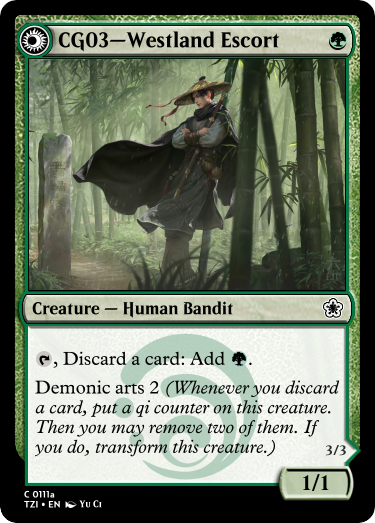 CG03—Westland Escort
Creature — Human Bandit
, Discard a card: Add .
Demonic arts 2 (Whenever you discard
a card, put a qi counter on this creature.
Then you may remove two of them. If
you do, transform this creature.)
3/3
1/1
C 0111a
TZI • EN Yu Ci